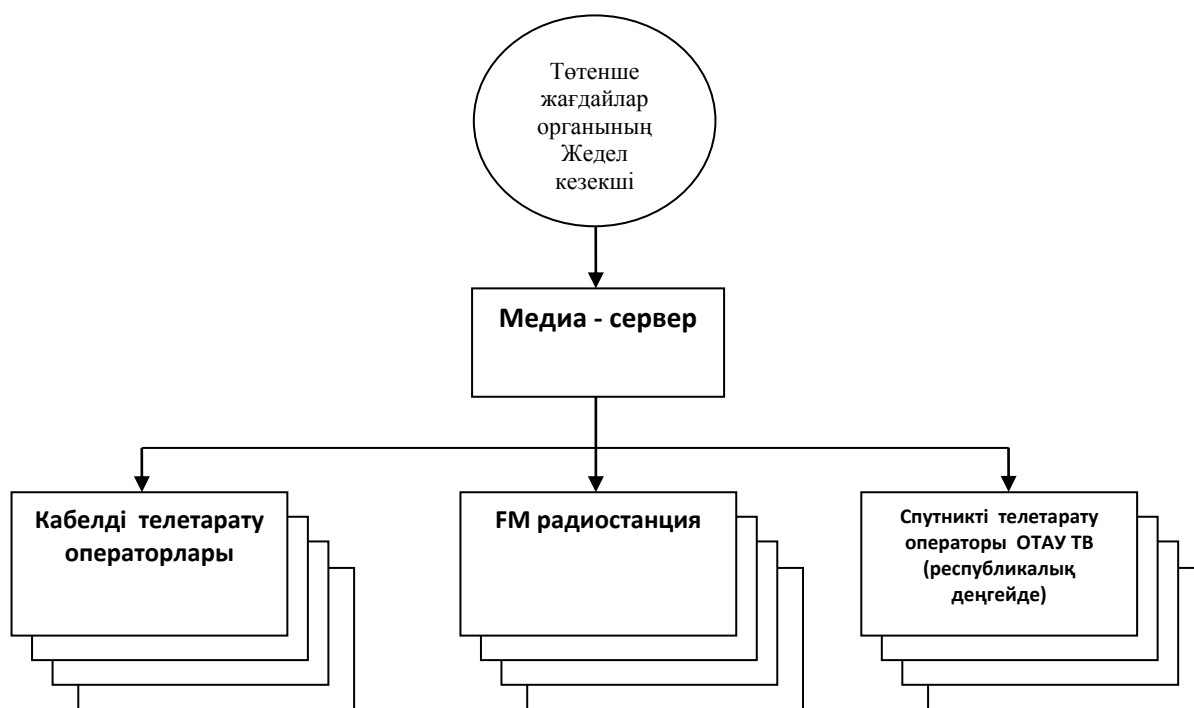 Төтенше
жағдайлар
органының
Жедел
кезекші
Медиа - сервер
Кабелді телетарату
операторлары
FM радиостанция
Спутникті телетарату
операторы ОТАУ ТВ
(республикалық
деңгейде)